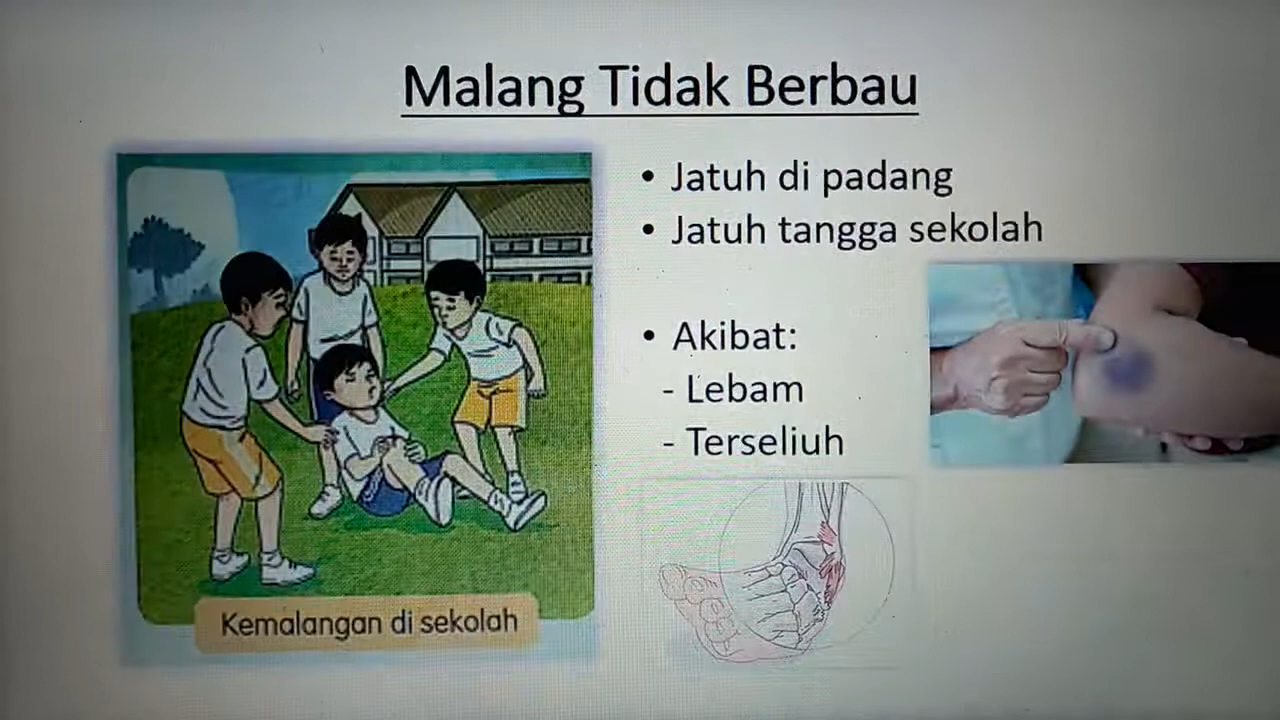 Malang Tidak Berbau
• Jatuh di padang
• Jatuh tangga sekolah
• Akibat:
- Lebam
- Terseliuh
Kemalangan di sekolah